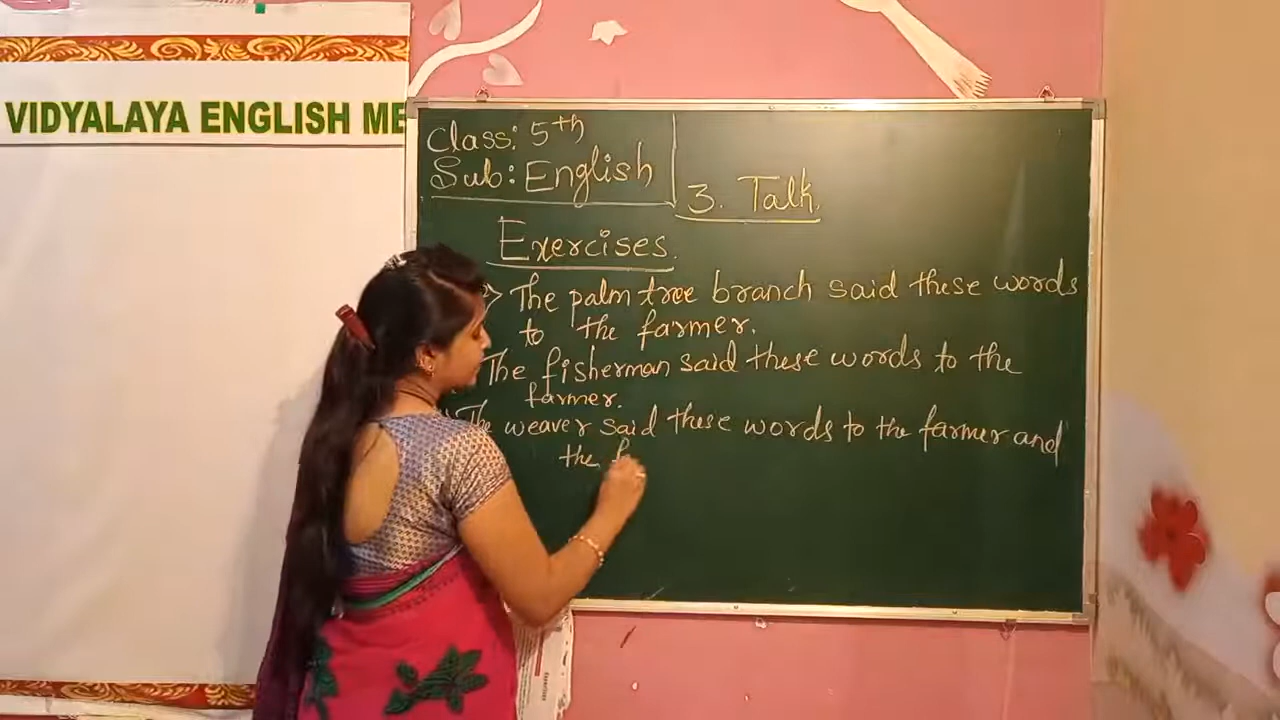 VIDYALAYA ENGLISH ME
Class: 5th
Sub: English
3. Talk.
Exercises.
> The palm tree branch said these words
to the farmer.
The fisherman said these words to the
farmer.
The weaver said these words to the farmer and
the f